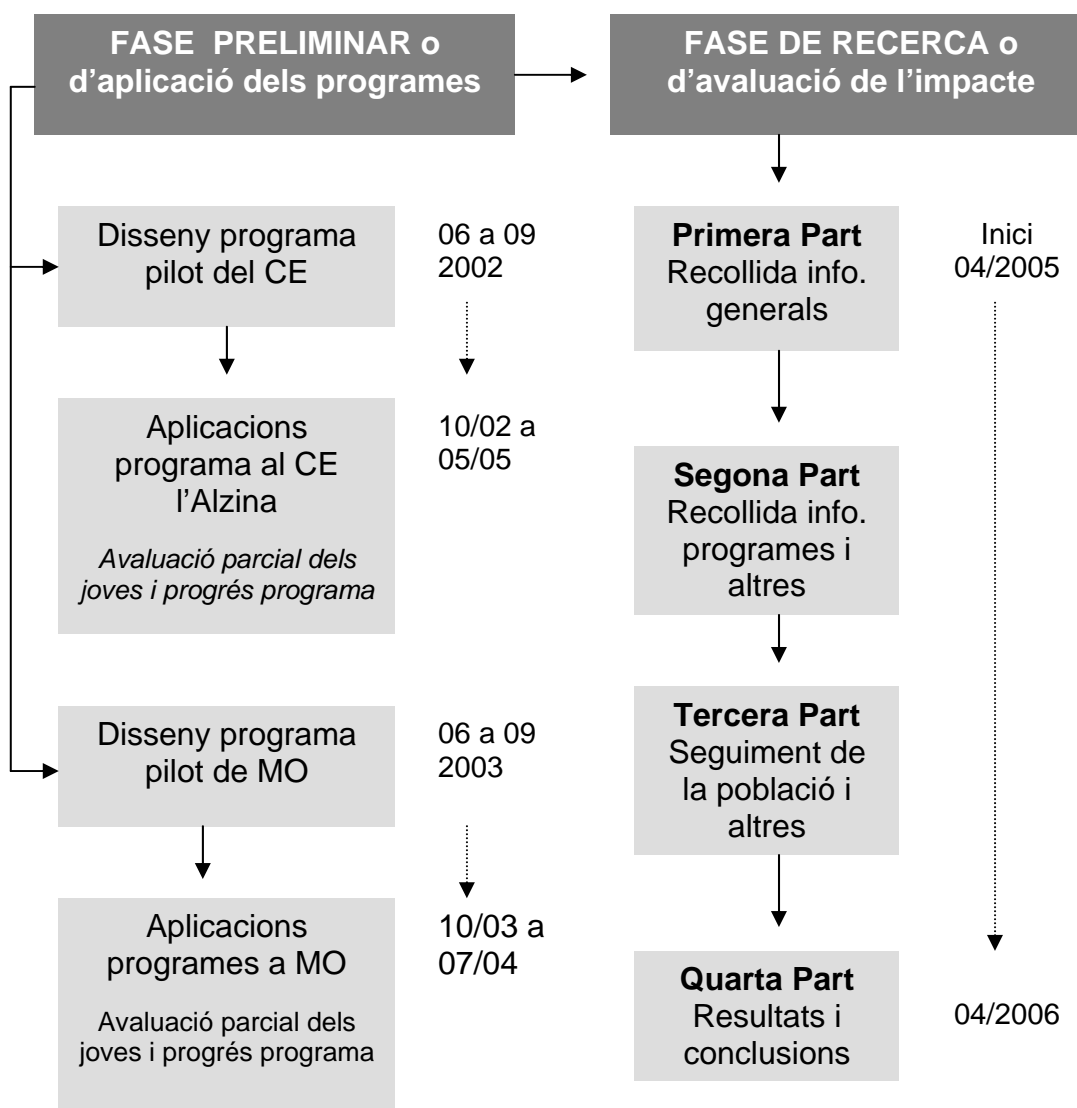 FASE PRELIMINAR o
d'aplicació dels programes
FASE DE RECERCA o
d'avaluació de l'impacte
Disseny programa
pilot del CE
06 a 09
2002
Aplicacions
programa al CE
l'Alzina
Avaluació parcial dels
joves i progrés programa
10/02 a
05/05
Disseny programa
pilot de MO
06 a 09
2003
Aplicacions
programes a MO
Avaluació parcial dels
joves i progrés programa
10/03 a
07/04
Primera Part
Recollida info.
generals
Inici
04/2005
Segona Part
Recollida info.
programes i
altres
Tercera Part
Seguiment de
la població i
altres
Quarta Part
Resultats i
conclusions
04/2006